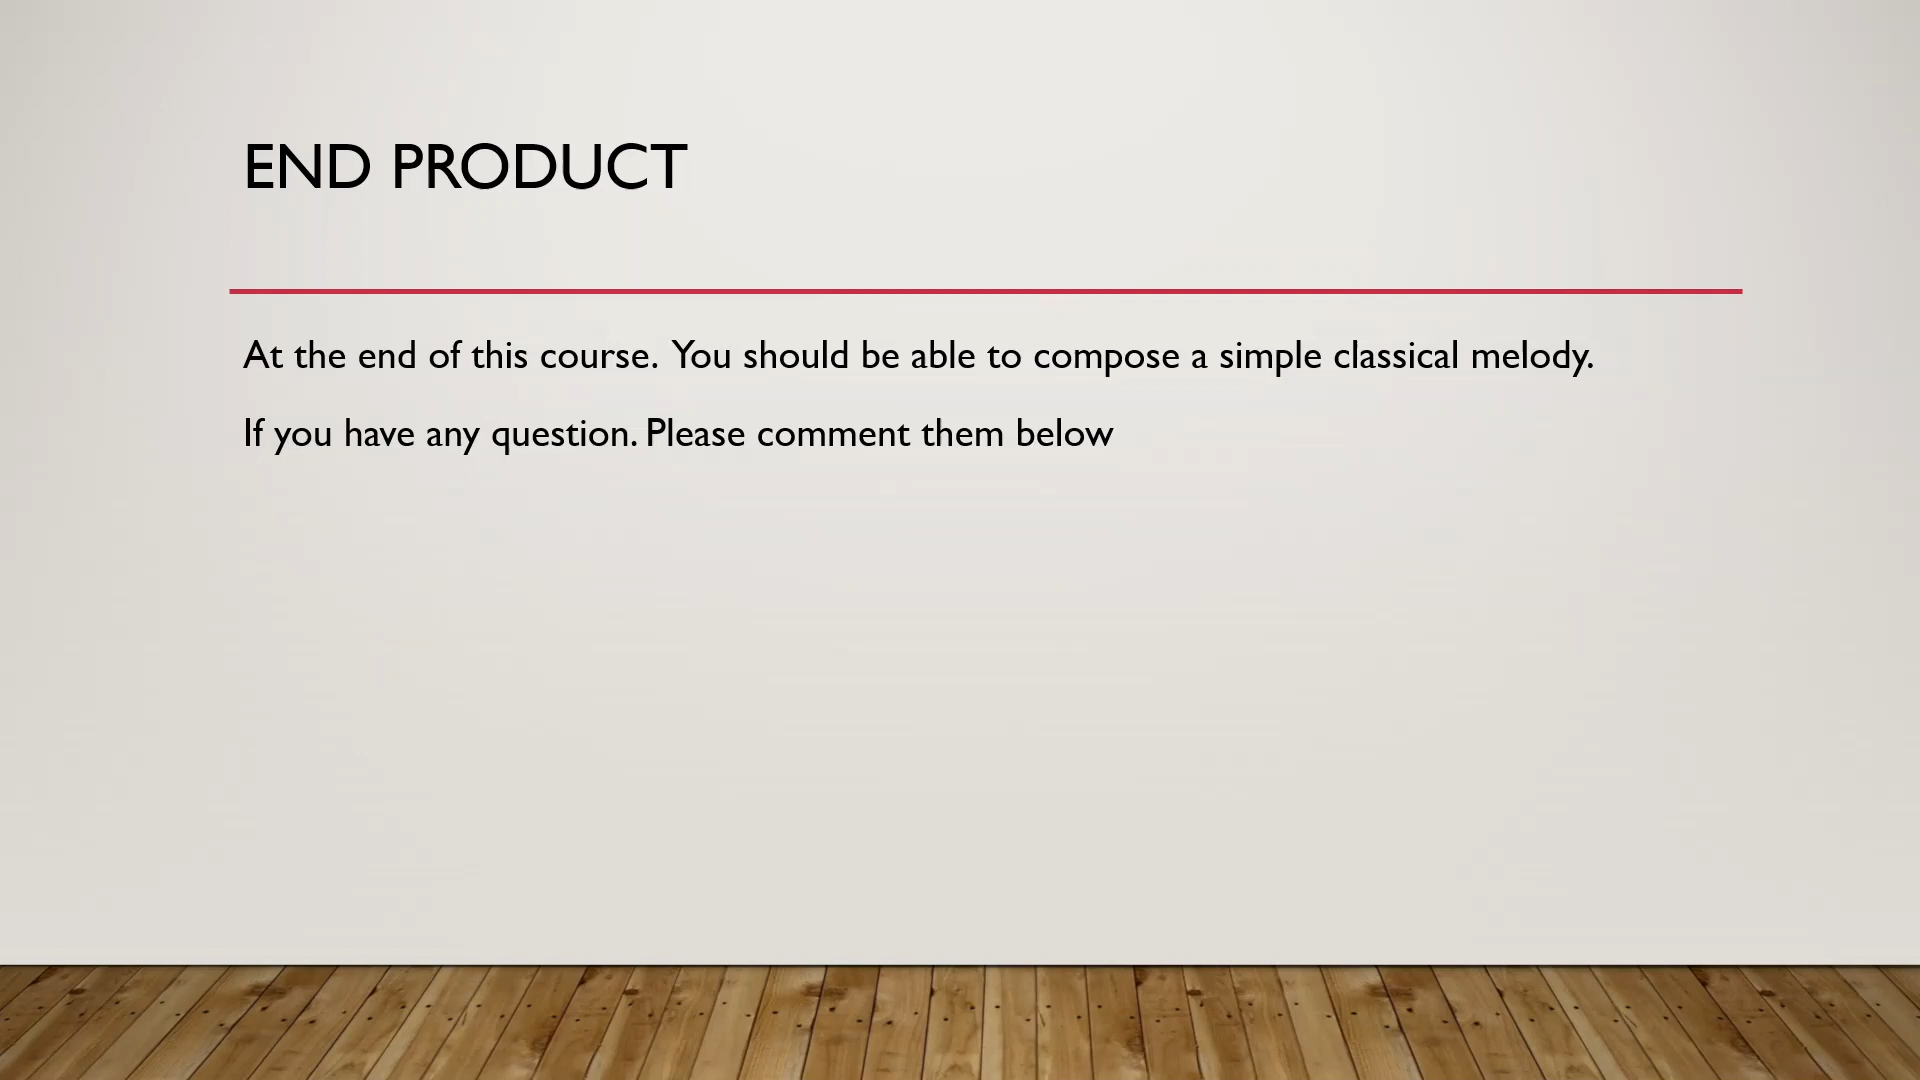 END PRODUCT
At the end of this course. You should be able to compose a simple classical melody.
If you have any question. Please comment them below